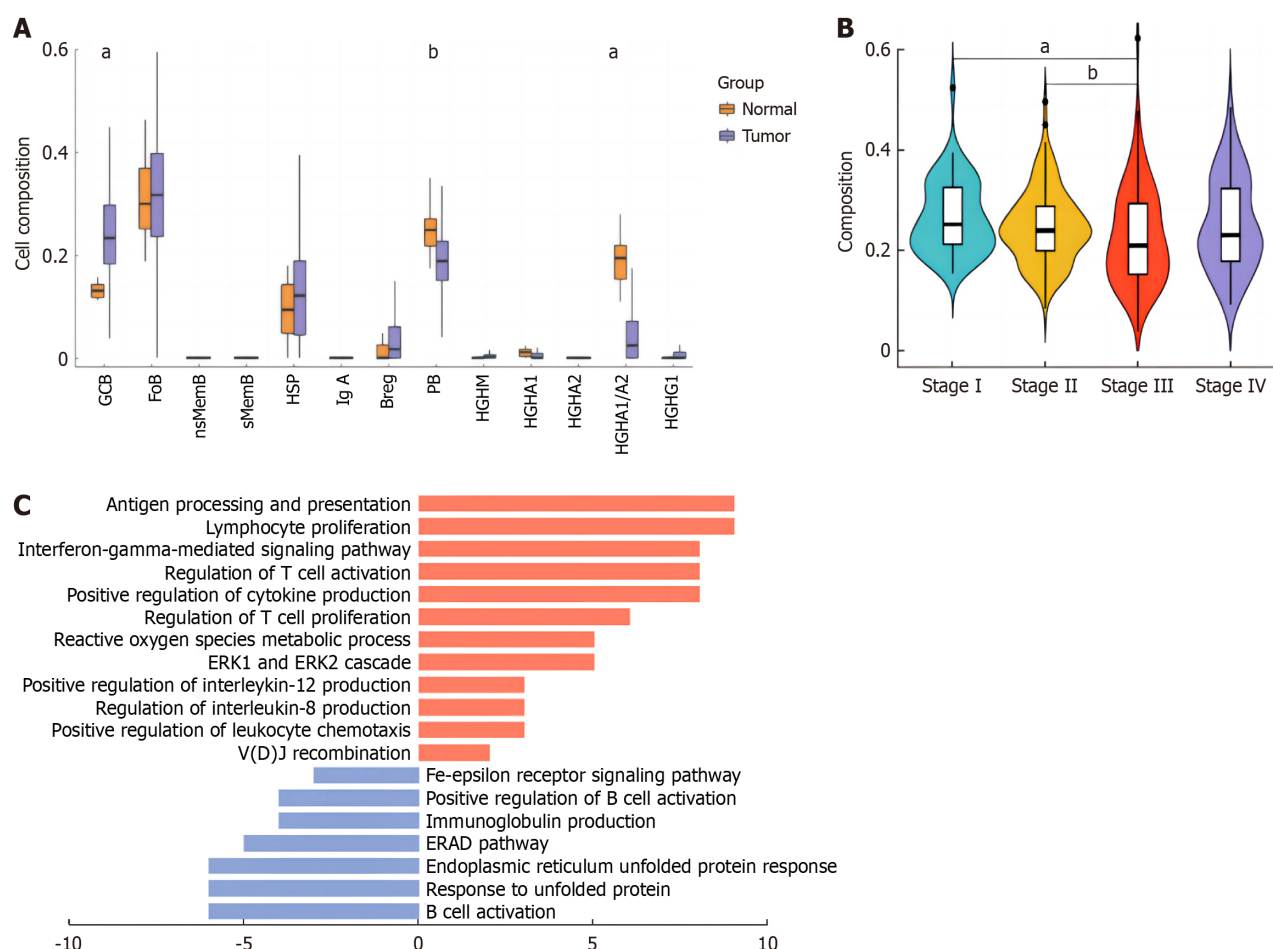 A
a
b
a
0.6
0.4
0.2
0
Cell composition
Group
Normal
Tumor
GCB
FoB
nsMemB
sMemB
HSP
Ig A
Breg
PB
HGHM
HGHA1
HGHA2
HGHA1/A2
HGHG1
B
a
b
0.6
0.4
0.2
0
Composition
Stage I
Stage II
Stage III
Stage IV
C
Antigen processing and presentation
Lymphocyte proliferation
Interferon-gamma-mediated signaling pathway
Regulation of T cell activation
Positive regulation of cytokine production
Regulation of T cell proliferation
Reactive oxygen species metabolic process
ERK1 and ERK2 cascade
Positive regulation of interleykin-12 production
Regulation of interleukin-8 production
Positive regulation of leukocyte chemotaxis
V(D)J recombination
Fe-epsilon receptor signaling pathway
Positive regulation of B cell activation
Immunoglobulin production
ERAD pathway
Endoplasmic reticulum unfolded protein response
Response to unfolded protein
B cell activation
-10
-5
0
5
10